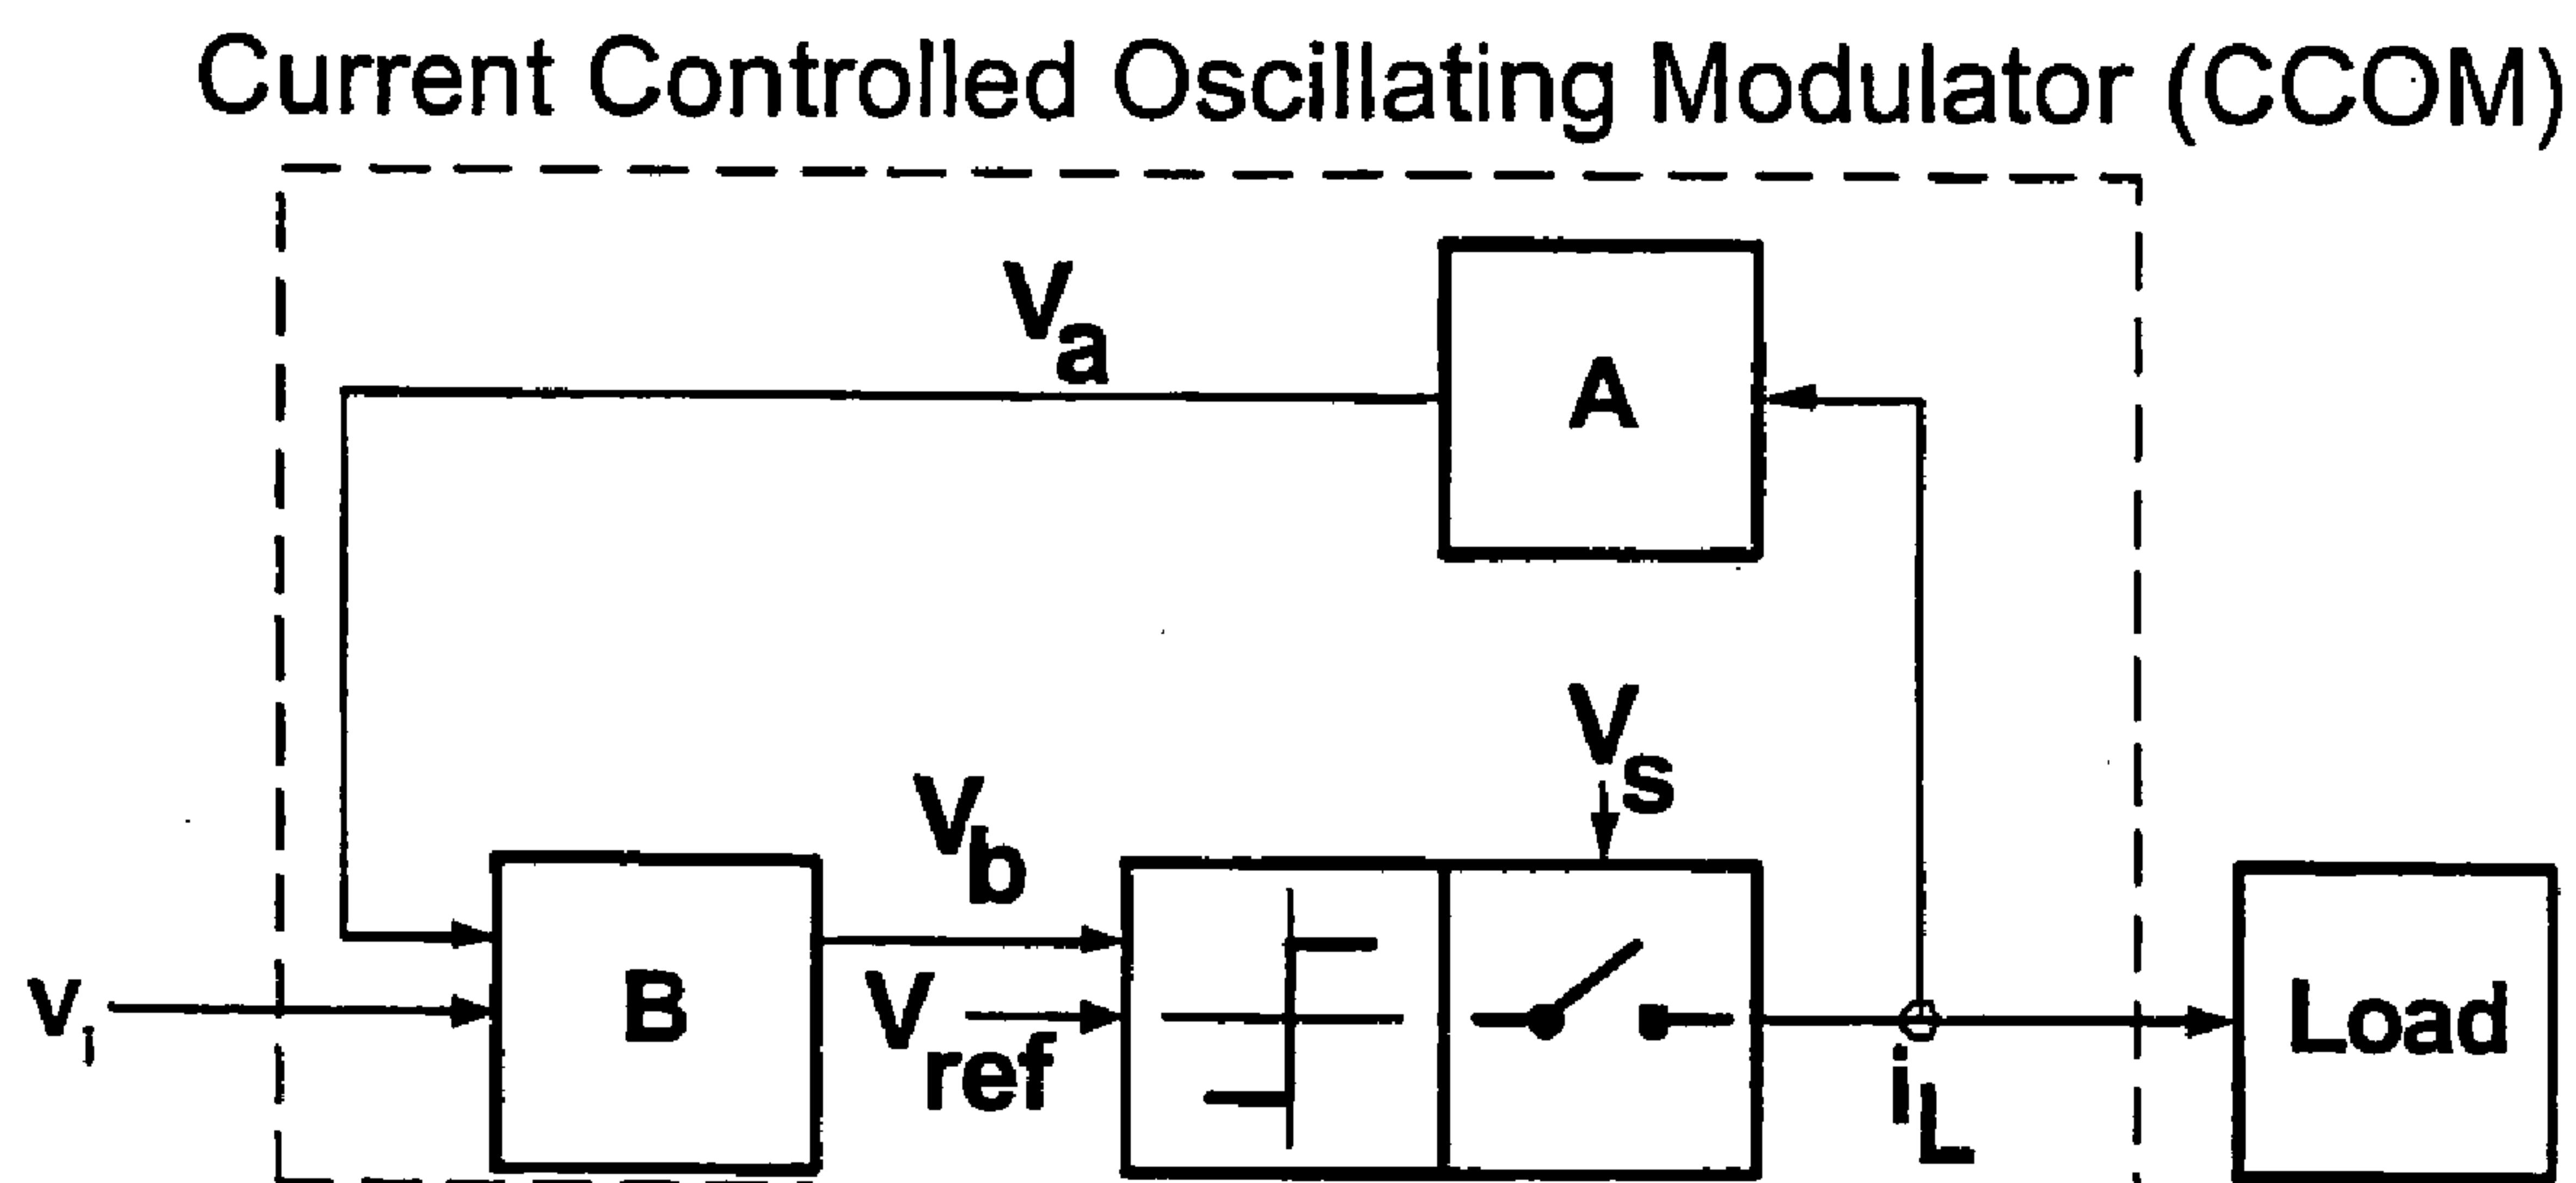 Current Controlled Oscillating Modulator (CCOM)
Va
A
Vs
Vb
vi
B
Vref
iL
Load